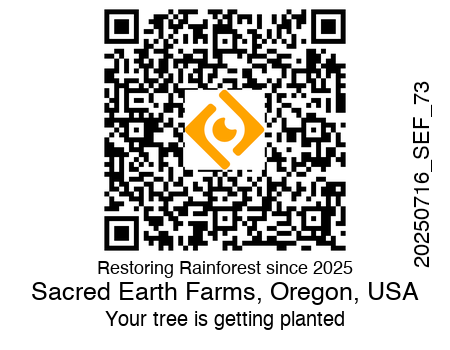 Restoring Rainforest since 2025
Sacred Earth Farms, Oregon, USA
Your tree is getting planted
20250716_SEF_73